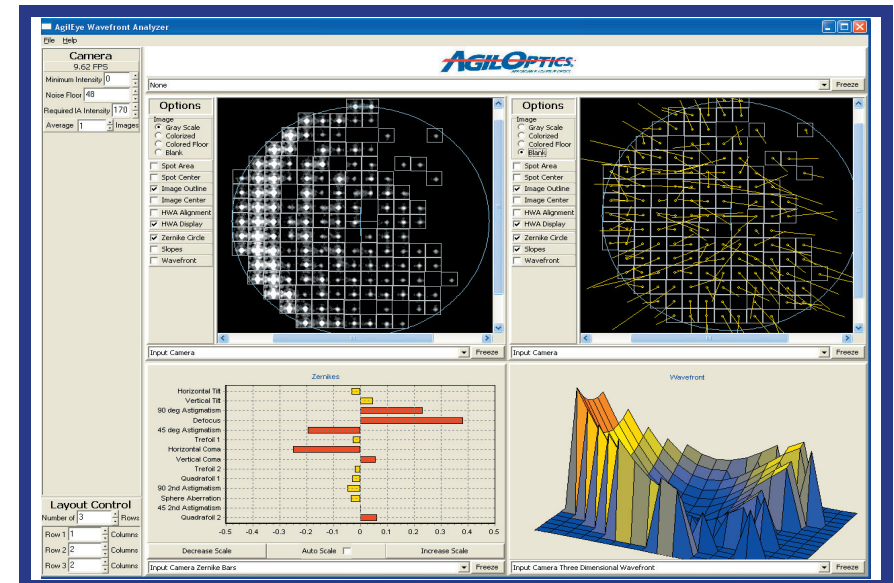 AgilEye Wavefront Analyzer
File Help
Camera
9.62 FPS
Minimum Intensity 0
Noise Floor 48
Required IA Intensity 170
Average 1 Images
AGILOPTICS
None Freeze
Options
Image
Gray Scale
Colorized
Colored Floor
Blank
Spot Area
Spot Center
Image Outline
Image Center
HWA Alignment
HWA Display
Zernike Circle
Slopes
Wavefront
Input Camera Freeze
Options
Image
Gray Scale
Colorized
Colored Floor
Blank
Spot Area
Spot Center
Image Outline
Image Center
HWA Alignment
HWA Display
Zernike Circle
Slopes
Wavefront
Input Camera Freeze
Zernikes
Horizontal Tilt
Vertical Tilt
90 deg Astigmatism
Defocus
45 deg Astigmatism
Trefoil 1
Horizontal Coma
Vertical Coma
Trefoil 2
Quadrafoil 1
90 2nd Astigmatism
Sphere Aberration
45 2nd Astigmatism
Quadrafoil 2
-0.5 -0.4 -0.3 -0.2 -0.1 0 0.1 0.2 0.3 0.4 0.5
Decrease Scale Auto Scale Increase Scale
Input Camera Zernike Bars Freeze
Wavefront
Input Camera Three Dimensional Wavefront Freeze
Layout Control
Number of 3 Rows
Row 1 1 Columns
Row 2 2 Columns
Row 3 2 Columns